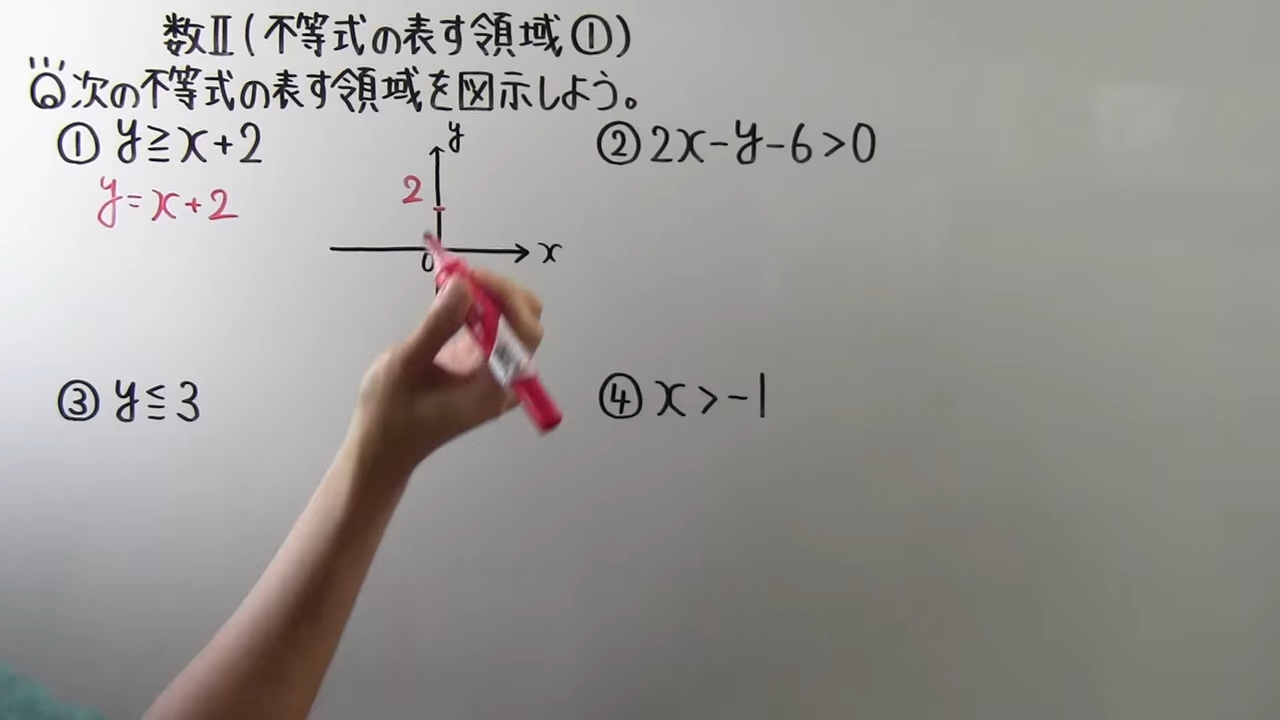 数Ⅱ(不等式の表す領域①)
Q次の不等式の表す領域を図示しよう。
① y≧x+2
y=x+2
y
2
x
0
② 2x-y-6>0
③ y≦3
④ x>-1